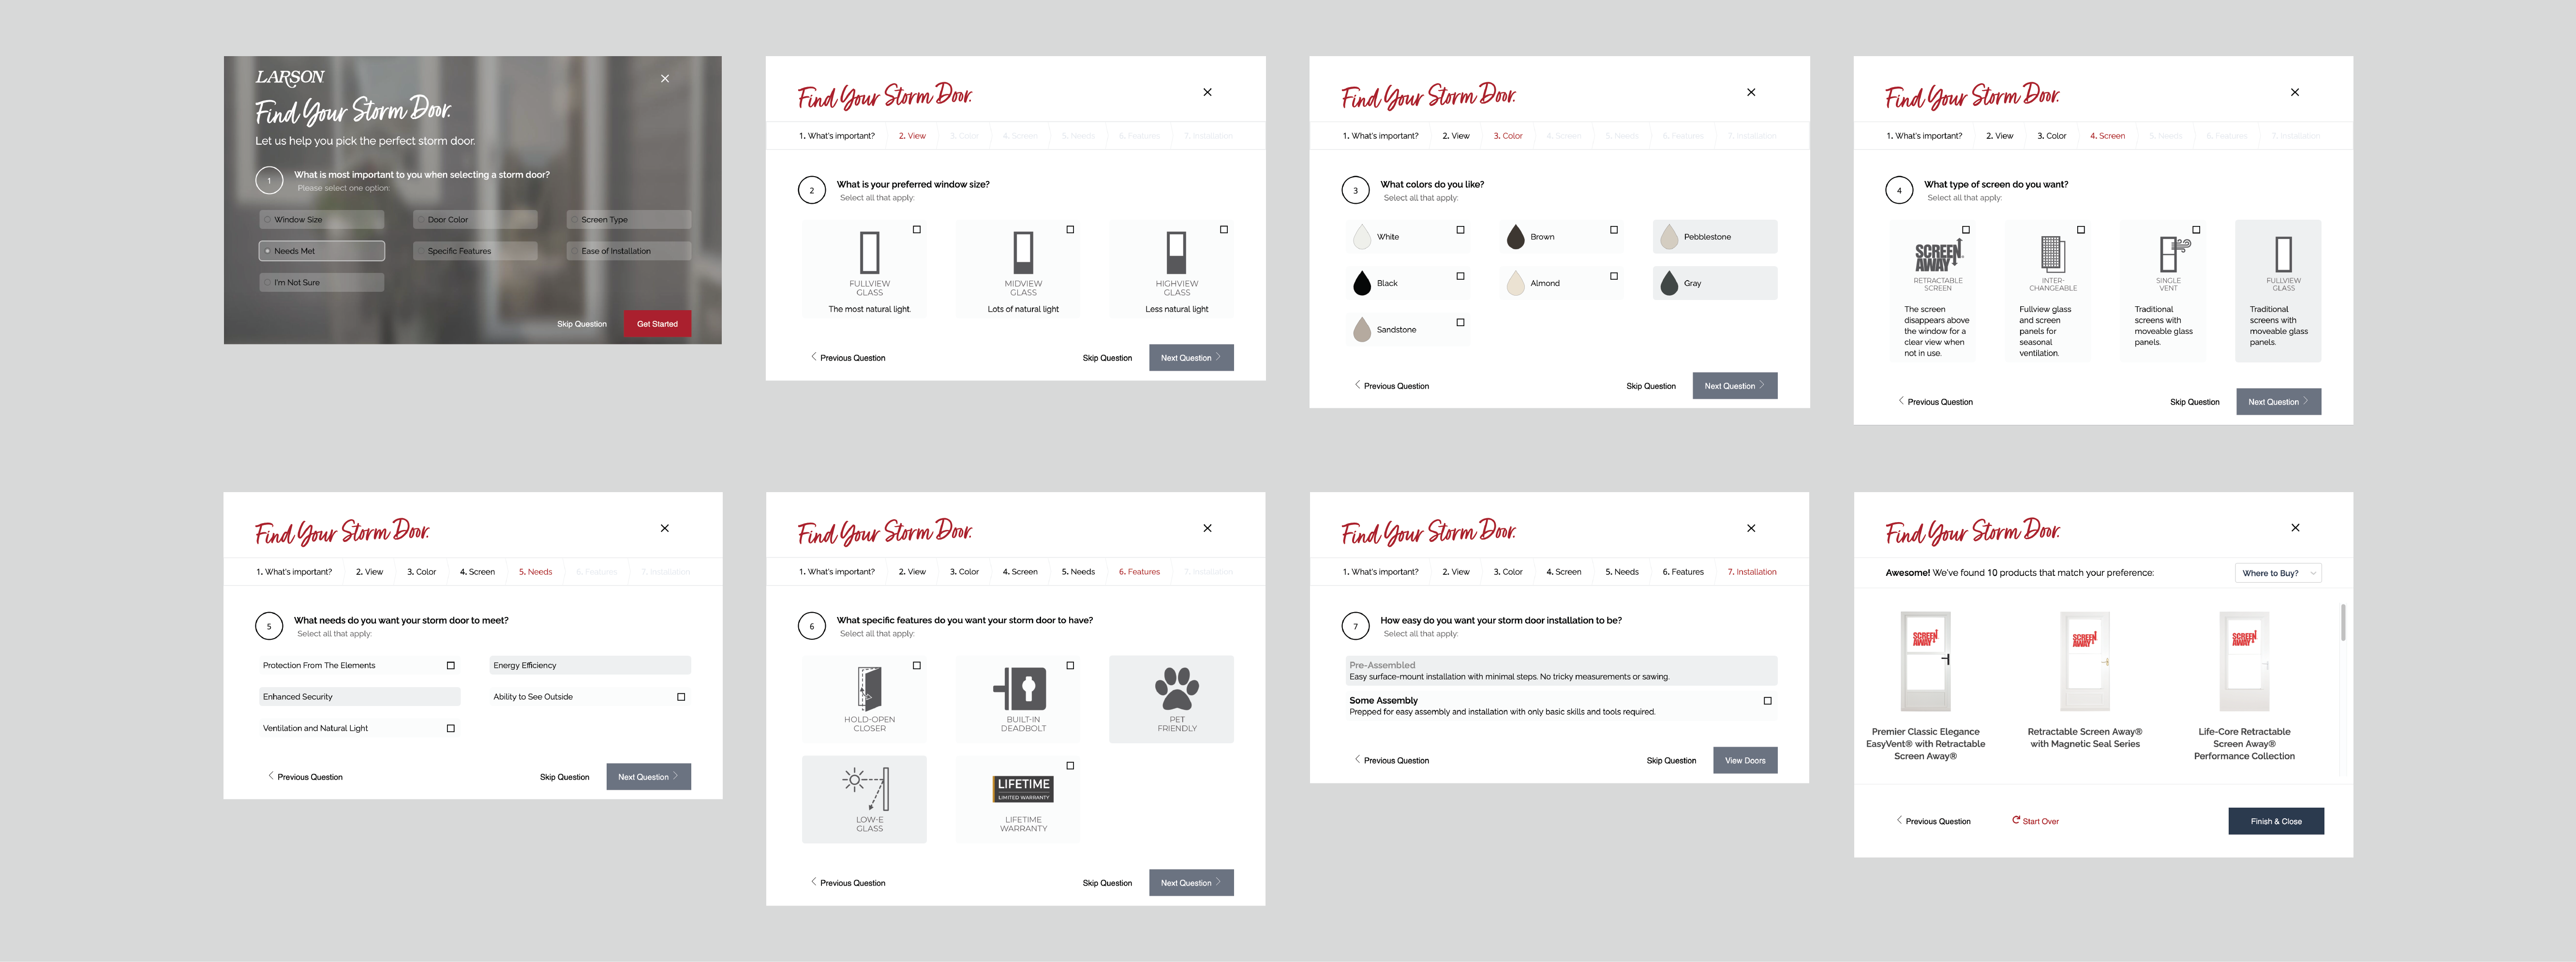 LARSON
Find Your Storm Door.
Let us help you pick the perfect storm door.
1
What is most important to you when selecting a storm door?
Please select one option:
Window Size
Door Color
Screen Type
Needs Met
Specific Features
Ease of Installation
I'm Not Sure
Skip Question
Get Started
Find Your Storm Door.
1. What's important? 2. View 3. Color 4. Screen 5. Needs 6. Features 7. Installation
2
What is your preferred window size?
Select all that apply:
FULLVIEW
GLASS
The most natural light.
MIDVIEW
GLASS
Lots of natural light
HIGHVIEW
GLASS
Less natural light
Previous Question
Skip Question
Next Question
Find Your Storm Door.
1. What's important? 2. View 3. Color 4. Screen 5. Needs 6. Features 7. Installation
3
What colors do you like?
Select all that apply:
White
Brown
Pebblestone
Black
Almond
Gray
Sandstone
Previous Question
Skip Question
Next Question
Find Your Storm Door.
1. What's important? 2. View 3. Color 4. Screen 5. Needs 6. Features 7. Installation
4
What type of screen do you want?
Select all that apply:
SCREEN
AWAY
RETRACTABLE
SCREEN
The screen
disappears above
the window for a
clear view when
not in use.
INTER-
CHANGEABLE
Fullview glass
and screen
panels for
seasonal
ventilation.
SINGLE
VENT
Traditional
screens with
moveable glass
panels.
FULLVIEW
GLASS
Traditional
screens with
moveable glass
panels.
Previous Question
Skip Question
Next Question
Find Your Storm Door.
1. What's important? 2. View 3. Color 4. Screen 5. Needs 6. Features 7. Installation
5
What needs do you want your storm door to meet?
Select all that apply:
Protection From The Elements
Energy Efficiency
Enhanced Security
Ability to See Outside
Ventilation and Natural Light
Previous Question
Skip Question
Next Question
Find Your Storm Door.
1. What's important? 2. View 3. Color 4. Screen 5. Needs 6. Features 7. Installation
6
What specific features do you want your storm door to have?
Select all that apply:
HOLD-OPEN
CLOSER
BUILT-IN
DEADBOLT
PET
FRIENDLY
LOW-E
GLASS
LIFETIME
LIMITED WARRANTY
LIFETIME
WARRANTY
Previous Question
Skip Question
Next Question
Find Your Storm Door.
1. What's important? 2. View 3. Color 4. Screen 5. Needs 6. Features 7. Installation
7
How easy do you want your storm door installation to be?
Select all that apply:
Pre-Assembled
Easy surface-mount installation with minimal steps. No tricky measurements or sawing.
Some Assembly
Prepped for easy assembly and installation with only basic skills and tools required.
Previous Question
Skip Question
View Doors
Find Your Storm Door.
Awesome! We've found 10 products that match your preference:
Where to Buy?
SCREEN
AWAY
Premier Classic Elegance
EasyVent® with Retractable
Screen Away®
SCREEN
AWAY
Retractable Screen Away®
with Magnetic Seal Series
SCREEN
AWAY
Life-Core Retractable
Screen Away®
Performance Collection
Previous Question
Start Over
Finish & Close